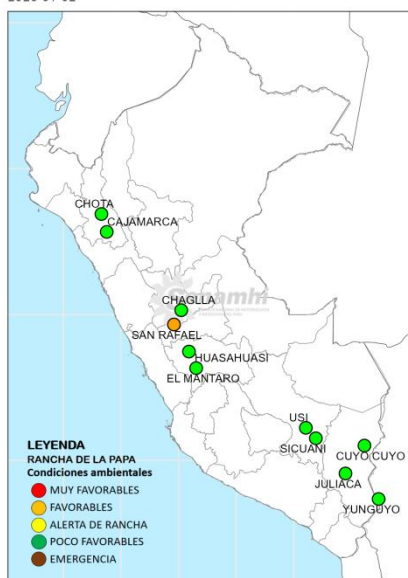 CHOTA
CAJAMARCA
Senamhi
CHAGLLA
SAN RAFAEL
HUASAHUASI
EL MANTARO
USI
SICUANI
CUYO CUYO
JULIACA
YUNGUYO
LEYENDA
RANCHA DE LA PAPA
Condiciones ambientales
MUY FAVORABLES
FAVORABLES
ALERTA DE RANCHA
POCO FAVORABLES
EMERGENCIA